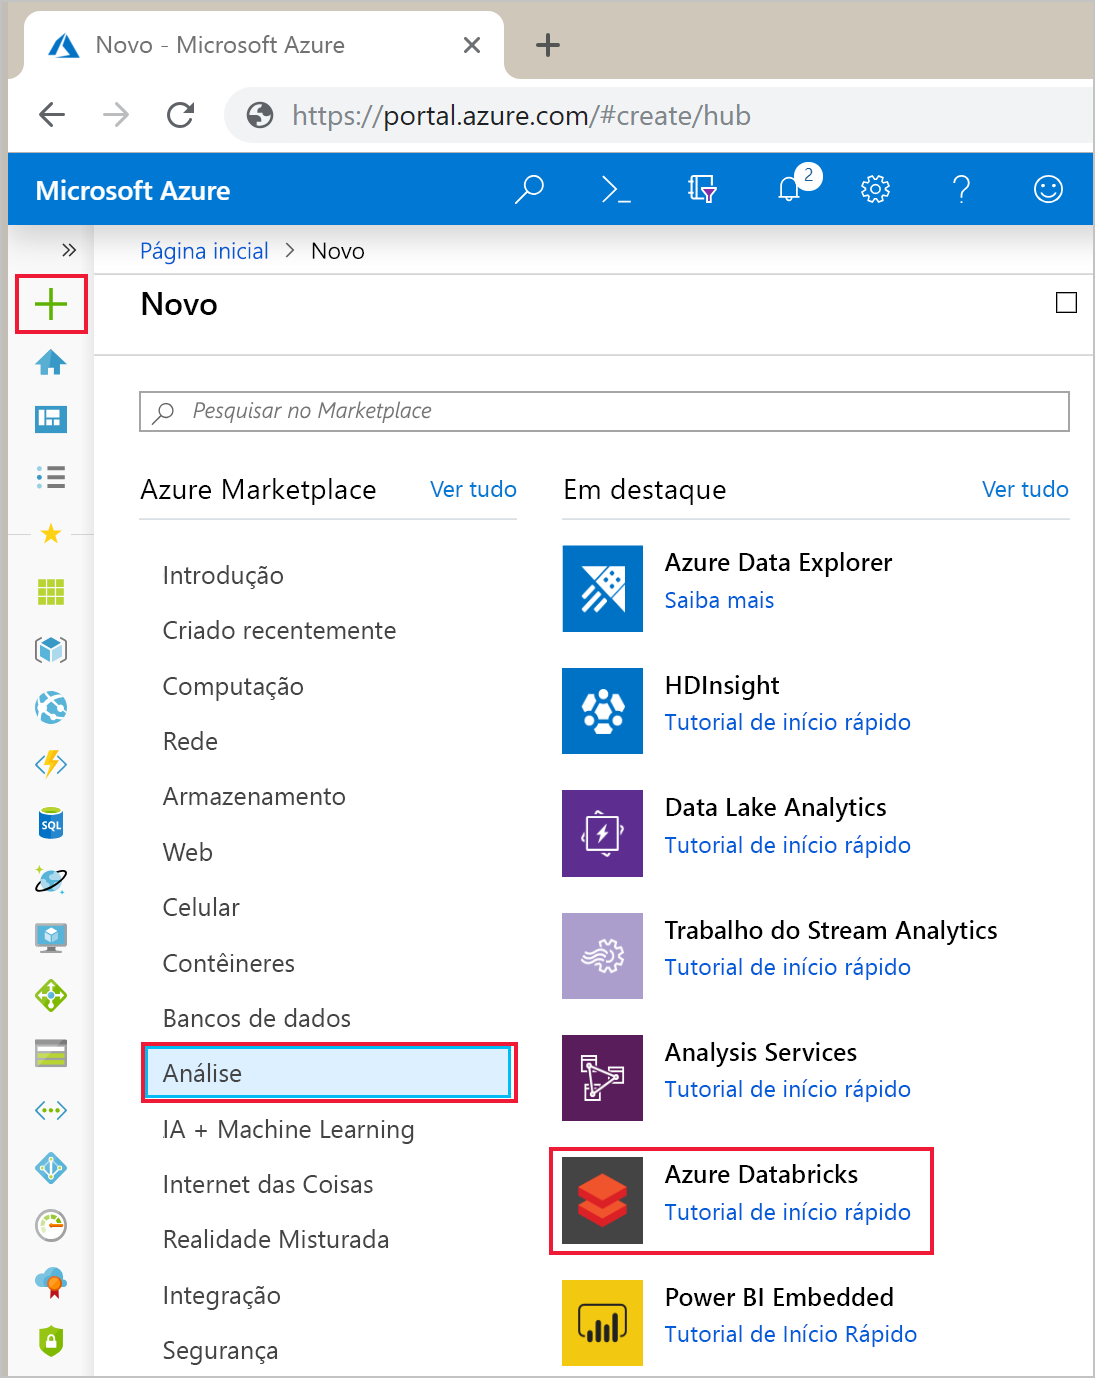 Novo - Microsoft Azure
https://portal.azure.com/#create/hub
Microsoft Azure
2
Página inicial > Novo
Novo
Pesquisar no Marketplace
Azure Marketplace
Ver tudo
Introdução
Criado recentemente
Computação
Rede
Armazenamento
Web
Celular
Contêineres
Bancos de dados
Análise
IA + Machine Learning
Internet das Coisas
Realidade Misturada
Integração
Segurança
Em destaque
Ver tudo
Azure Data Explorer
Saiba mais
HDInsight
Tutorial de início rápido
Data Lake Analytics
Tutorial de início rápido
Trabalho do Stream Analytics
Tutorial de início rápido
Analysis Services
Tutorial de início rápido
Azure Databricks
Tutorial de início rápido
Power BI Embedded
Tutorial de Início Rápido
SQL